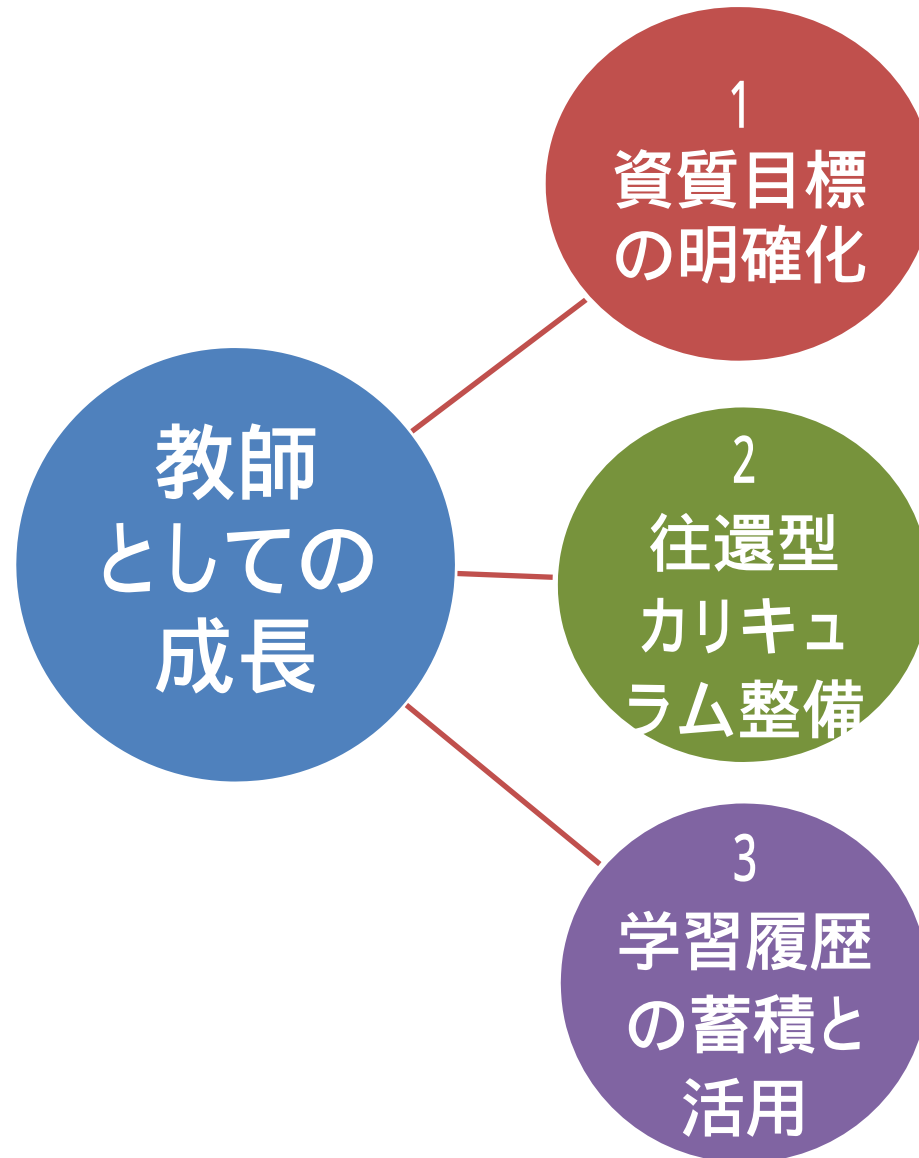 教師
としての
成長
1
資質目標
の明確化
2
往還型
カリキュ
ラム整備
3
学習履歴
の蓄積と
活用